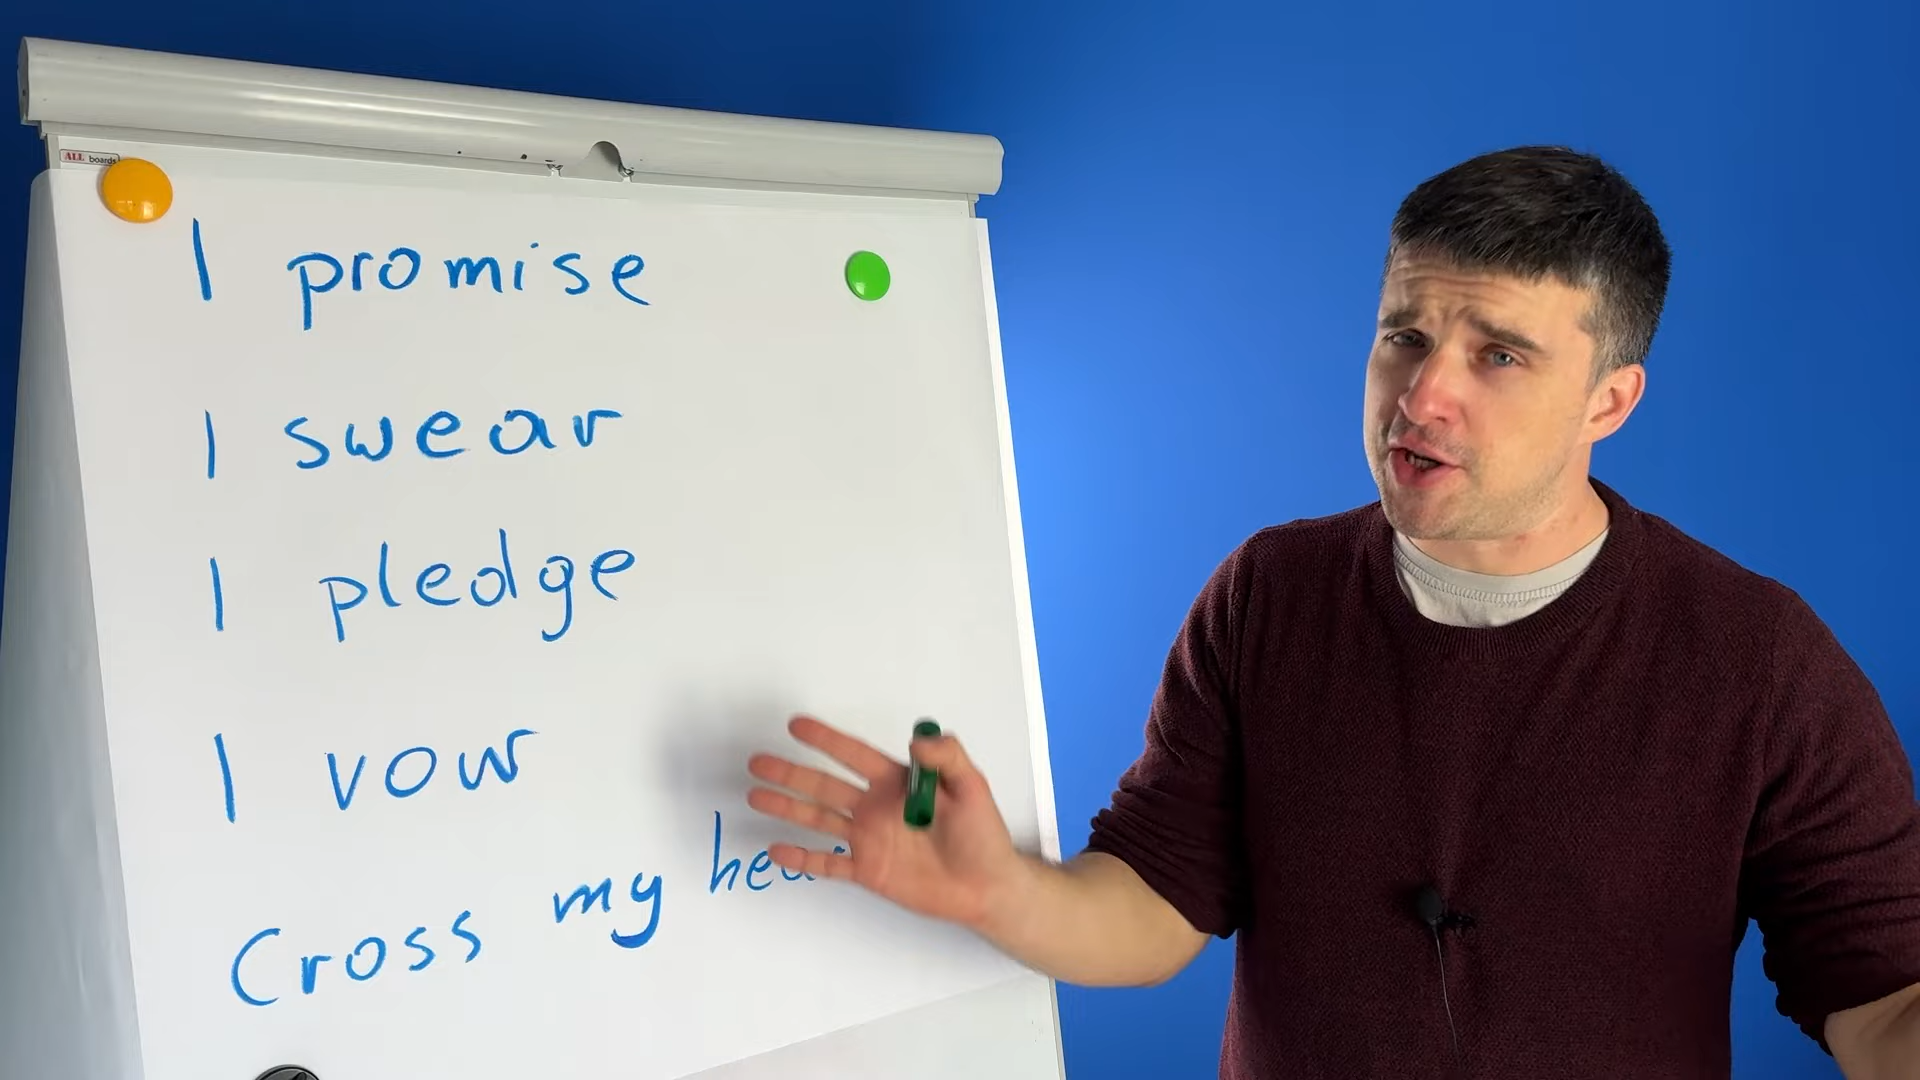 ALL boards
I promise
I swear
I pledge
I vow
Cross my